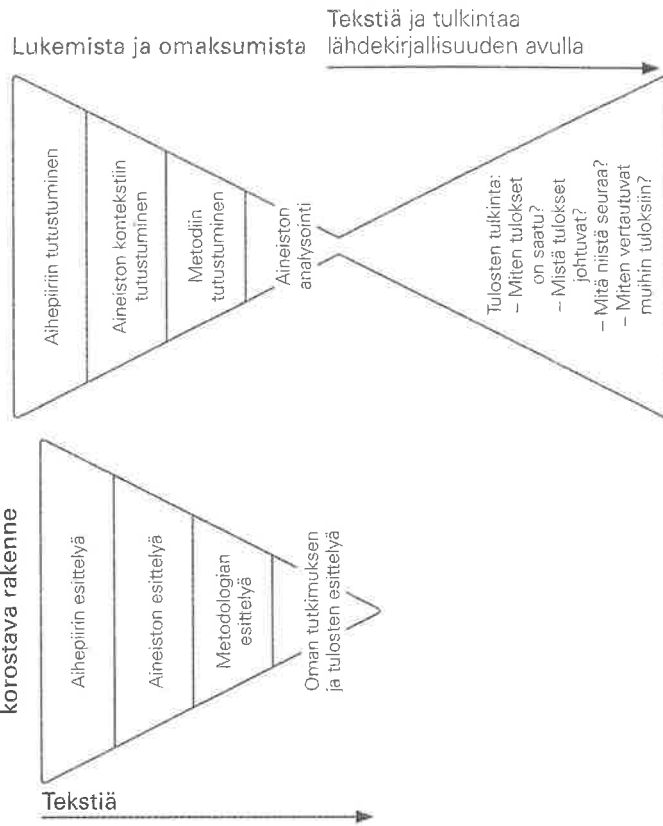 Tekstiä ja tulkintaa
lähdekirjallisuuden avulla
Lukemista ja omaksumista
Aihepiiriin tutustuminen
Aineiston kontekstiin
tutustuminen
Metodiin
tutustuminen
Aineiston
analysointi
Tulosten tulkinta:
– Miten tulokset
on saatu?
– Mistä tulokset
johtuvat?
– Mitä niistä seuraa?
– Miten vertautuvat
muihin tuloksiin?
korostava rakenne
Aihepiirin esittelyä
Aineiston esittelyä
Metodologian
esittelyä
Oman tutkimuksen
ja tulosten esittelyä
Tekstiä